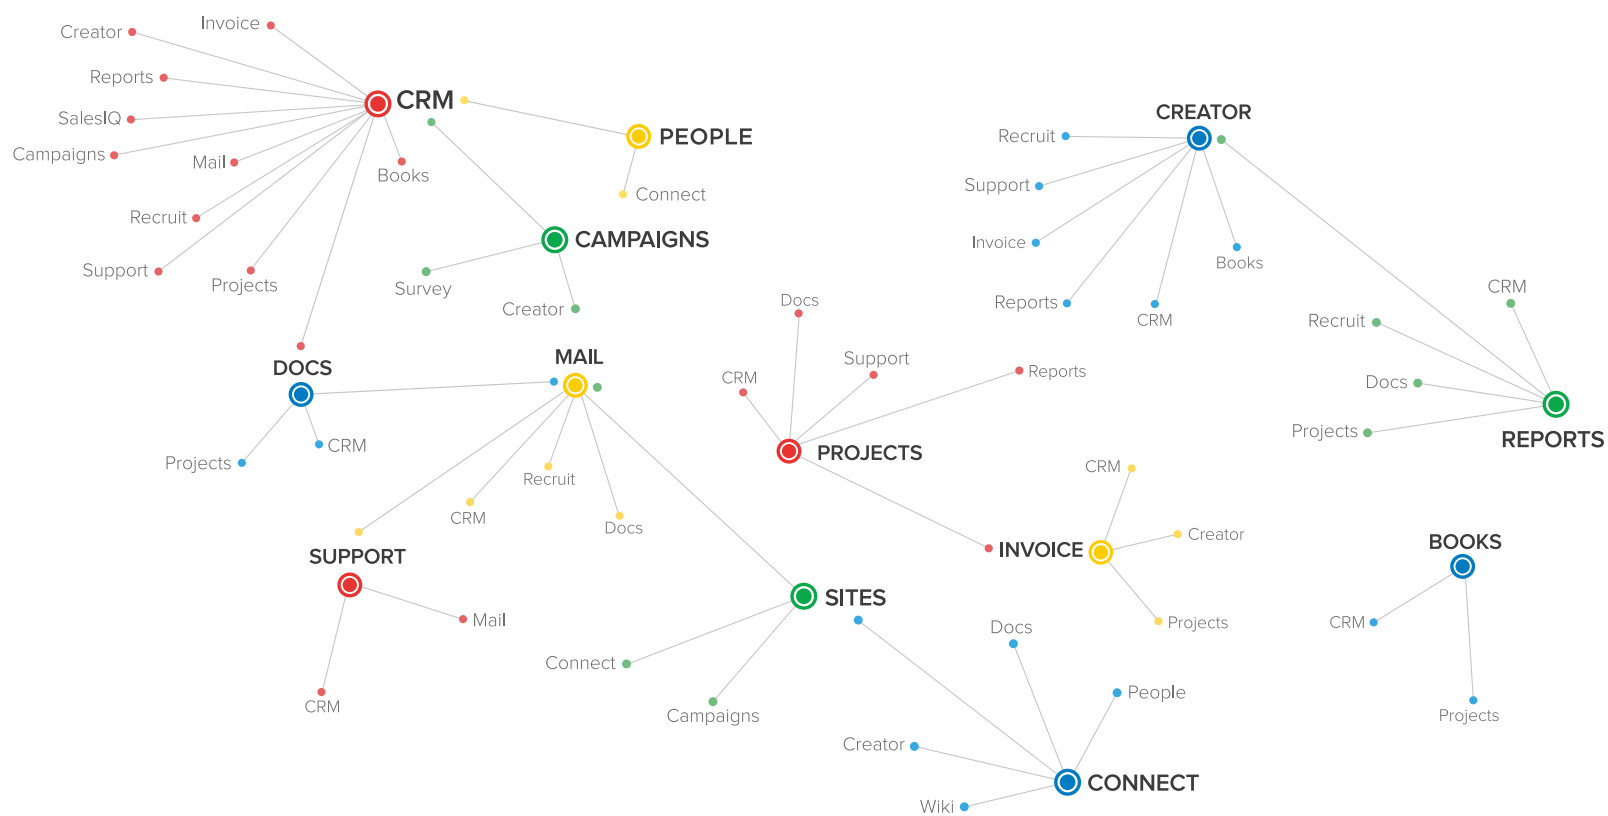 Invoice
Creator
Reports
SalesIQ
Campaigns
Mail
Books
Recruit
Support
Projects
CRM
PEOPLE
Connect
CAMPAIGNS
Survey
Creator
CREATOR
Recruit
Support
Invoice
Reports
CRM
Books
CRM
Recruit
Docs
Projects
REPORTS
DOCS
Projects
CRM
MAIL
Recruit
CRM
Docs
Docs
Support
CRM
Reports
PROJECTS
CRM
Creator
INVOICE
Projects
BOOKS
CRM
Projects
SUPPORT
Mail
CRM
SITES
Connect
Campaigns
Docs
People
Creator
Wiki
CONNECT